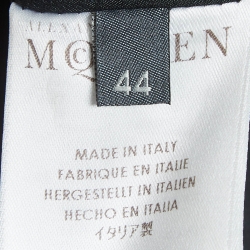 ALEXA
McQUEEN
44
MADE IN ITALY
FABRIQUE EN ITALIE
HERGESTELLT IN ITALIEN
HECHO EN ITALIA
イタリア製